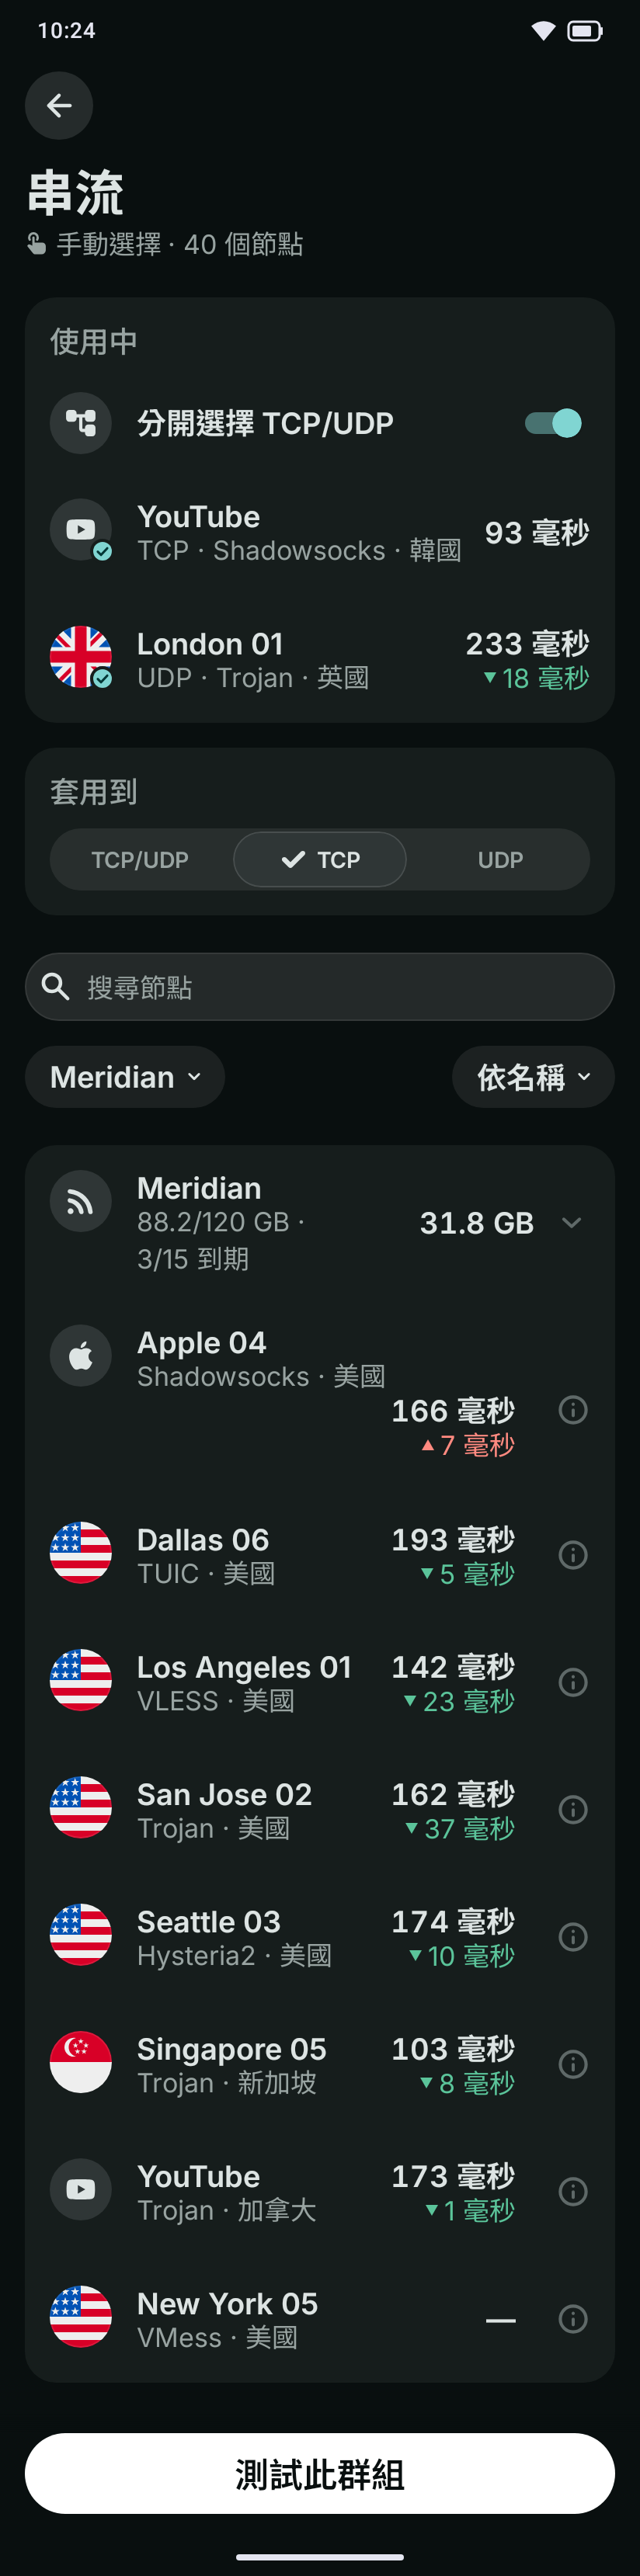 10:24
串流
手動選擇 · 40 個節點
使用中
分開選擇 TCP/UDP
YouTube
TCP · Shadowsocks · 韓國
93 毫秒
London 01
UDP · Trojan · 英國
233 毫秒
▼18 毫秒
套用到
TCP/UDP
TCP
UDP
搜尋節點
Meridian
依名稱
Meridian
88.2/120 GB ·
3/15 到期
31.8 GB
Apple 04
Shadowsocks · 美國
166 毫秒
▲7 毫秒
Dallas 06
TUIC · 美國
193 毫秒
▼5 毫秒
Los Angeles 01
VLESS · 美國
142 毫秒
▼23 毫秒
San Jose 02
Trojan · 美國
162 毫秒
▼37 毫秒
Seattle 03
Hysteria2 · 美國
174 毫秒
▼10 毫秒
Singapore 05
Trojan · 新加坡
103 毫秒
▼8 毫秒
YouTube
Trojan · 加拿大
173 毫秒
▼1 毫秒
New York 05
VMess · 美國
—
測試此群組